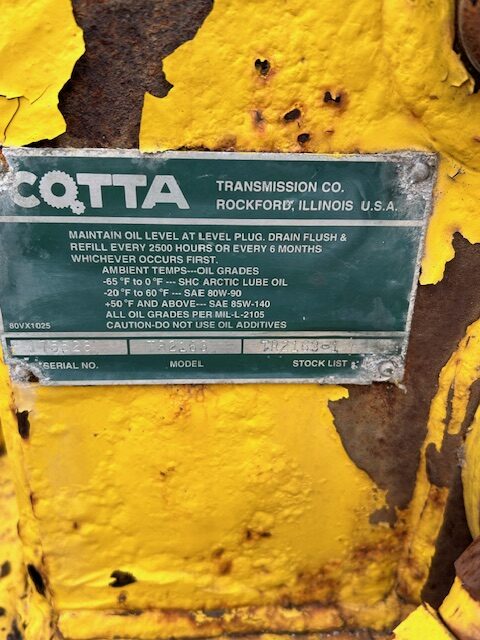 COTTA
TRANSMISSION CO.
ROCKFORD, ILLINOIS U.S.A.
MAINTAIN OIL LEVEL AT LEVEL PLUG. DRAIN FLUSH &
REFILL EVERY 2500 HOURS OR EVERY 6 MONTHS
WHICHEVER OCCURS FIRST.
AMBIENT TEMPS---OIL GRADES
-65 °F to 0 °F --- SHC ARCTIC LUBE OIL
-20 °F to 60 °F --- SAE 80W-90
+50 °F AND ABOVE--- SAE 85W-140
ALL OIL GRADES PER MIL-L-2105
80VX1025
CAUTION-DO NOT USE OIL ADDITIVES
SERIAL NO.
MODEL
STOCK LIST